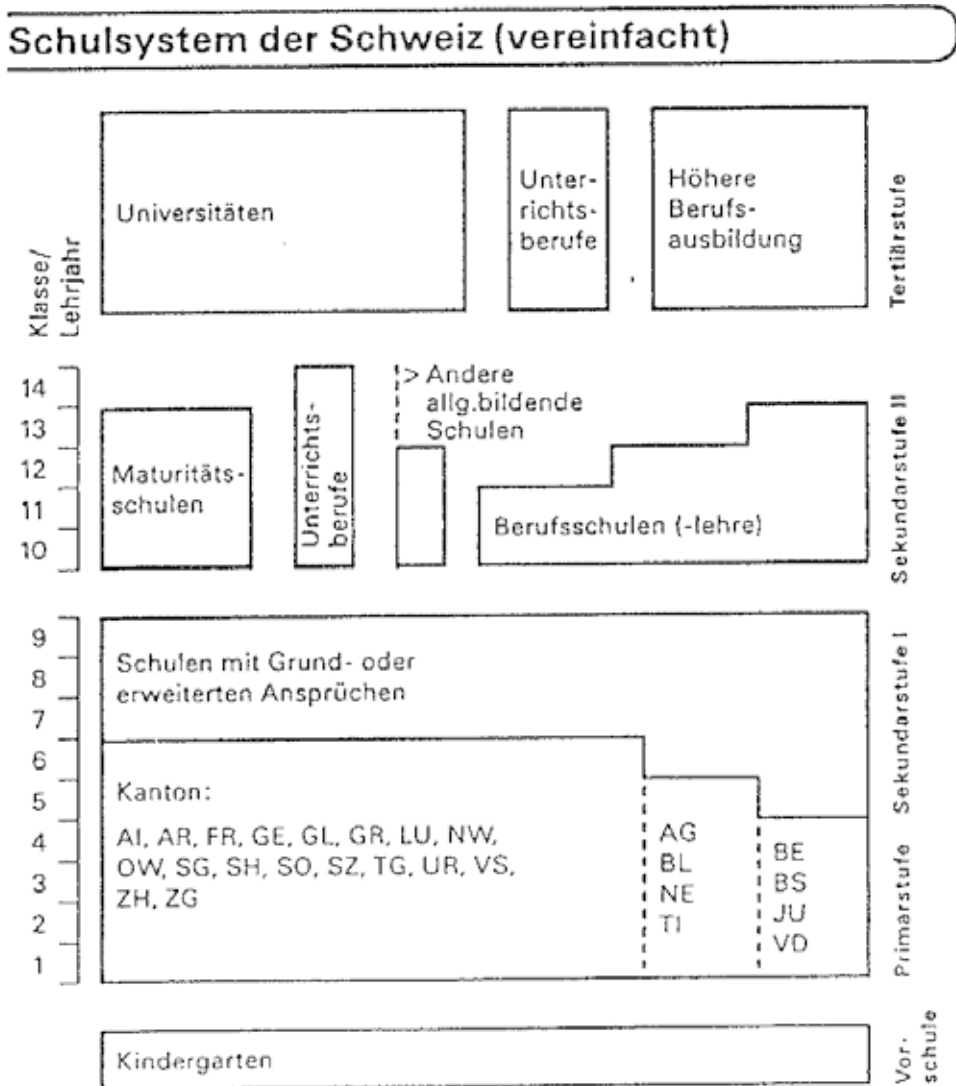 Schulsystem der Schweiz (vereinfacht)
Klasse/
Lehrjahr
Universitäten
Unter-
richts-
berufe
Höhere
Berufs-
ausbildung
Tertiärstufe
14
13
12
11
10
Maturitäts-
schulen
Unterrichts-
berufe
> Andere
allg.bildende
Schulen
Berufsschulen (-lehre)
Sekundarstufe II
9
8
7
6
5
4
3
2
1
Schulen mit Grund- oder
erweiterten Ansprüchen
Kanton:
AI, AR, FR, GE, GL, GR, LU, NW,
OW, SG, SH, SO, SZ, TG, UR, VS,
ZH, ZG
AG
BL
NE
TI
BE
BS
JU
VD
Sekundarstufe I
Primarstufe
Kindergarten
Vor-
schule